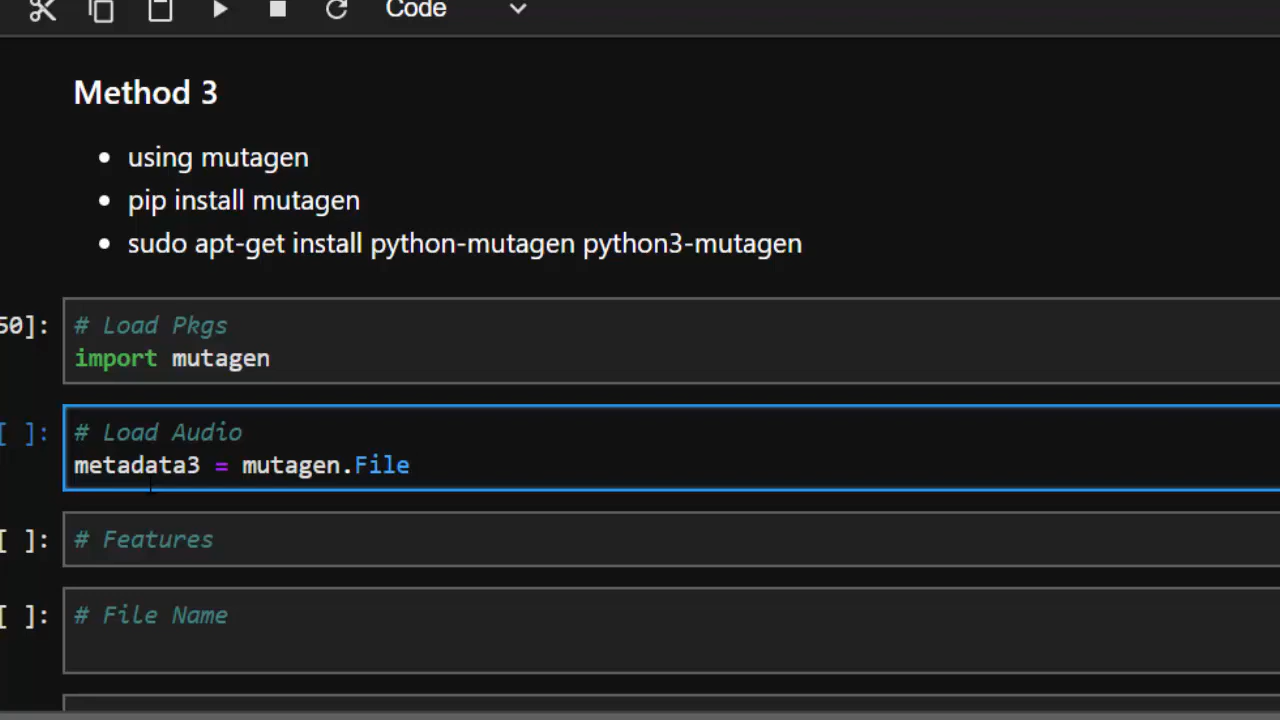 Code
Method 3
using mutagen
pip install mutagen
sudo apt-get install python-mutagen python3-mutagen
50]:
# Load Pkgs
import mutagen
[ ]:
# Load Audio
metadata3 = mutagen.File
[ ]:
# Features
[ ]:
# File Name